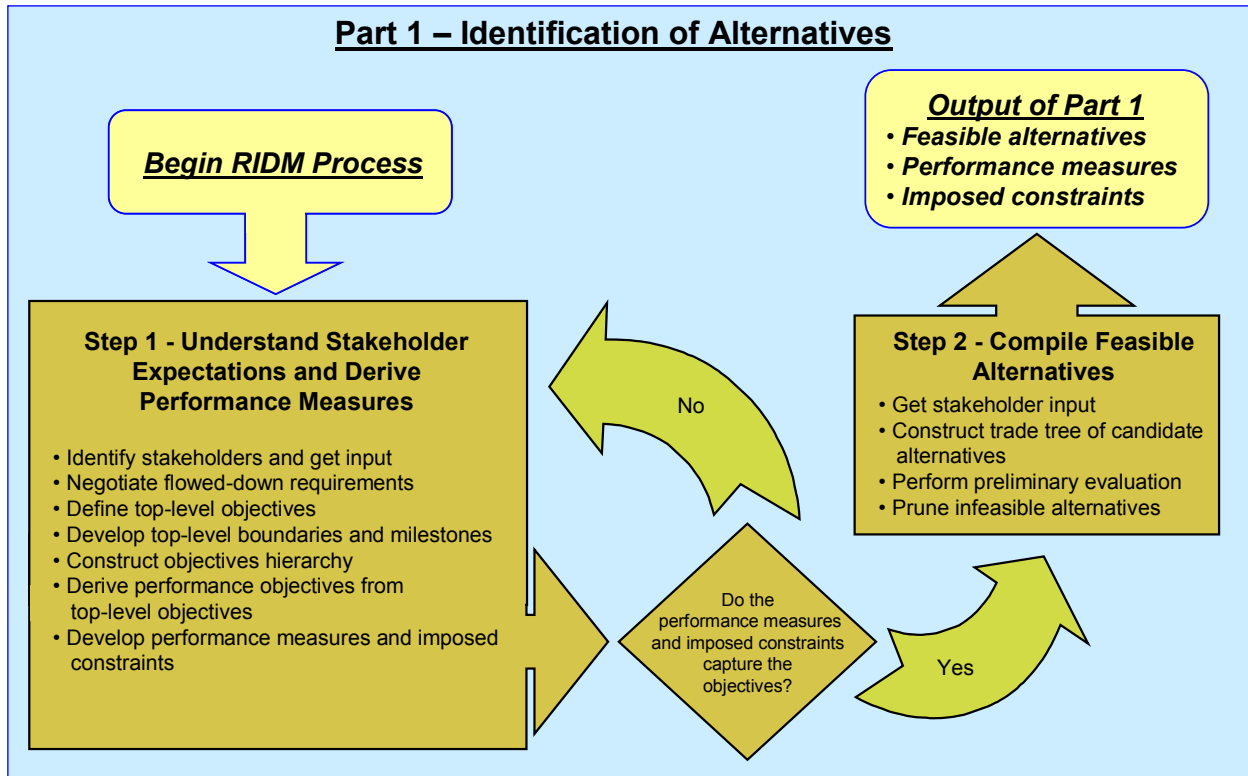 Part 1 – Identification of Alternatives
Begin RIDM Process
Output of Part 1
• Feasible alternatives
• Performance measures
• Imposed constraints
Step 1 - Understand Stakeholder
Expectations and Derive
Performance Measures
• Identify stakeholders and get input
• Negotiate flowed-down requirements
• Define top-level objectives
• Develop top-level boundaries and milestones
• Construct objectives hierarchy
• Derive performance objectives from
top-level objectives
• Develop performance measures and imposed
constraints
No
Do the
performance measures
and imposed constraints
capture the
objectives?
Yes
Step 2 - Compile Feasible
Alternatives
• Get stakeholder input
• Construct trade tree of candidate
alternatives
• Perform preliminary evaluation
• Prune infeasible alternatives